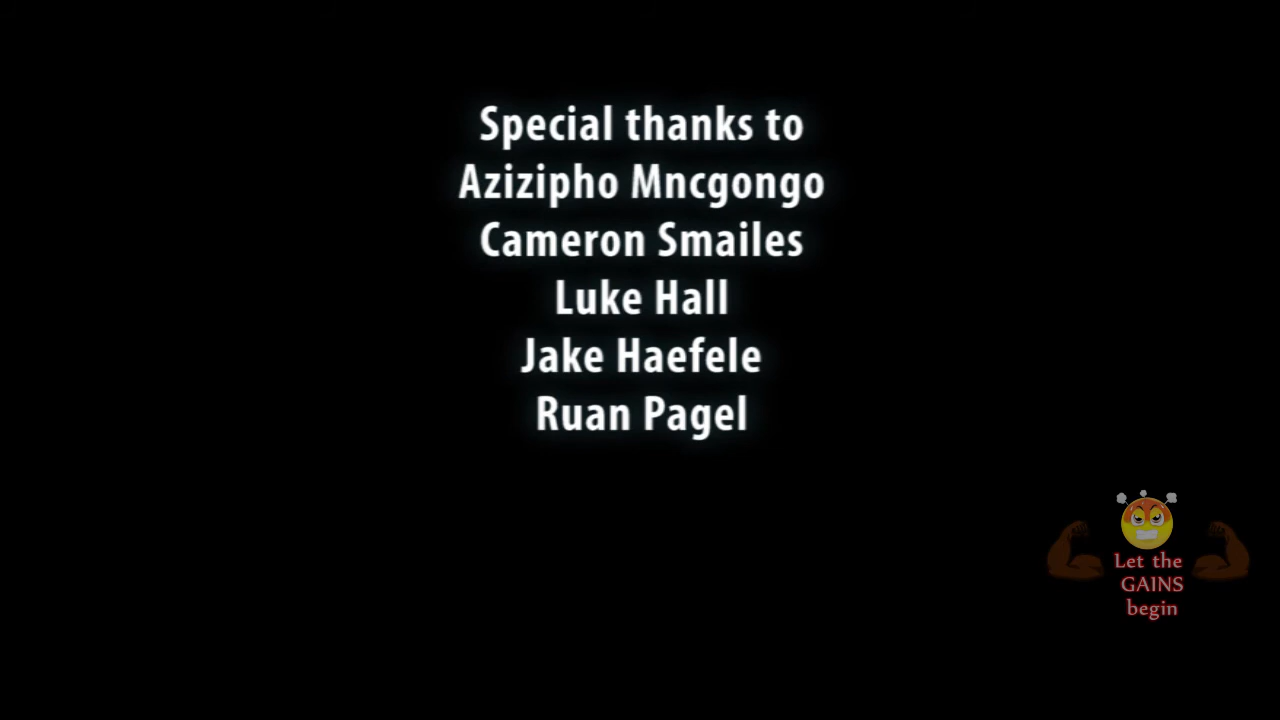 Special thanks to
Azizipho Mncgongo
Cameron Smailes
Luke Hall
Jake Haefele
Ruan Pagel
Let the
GAINS
begin